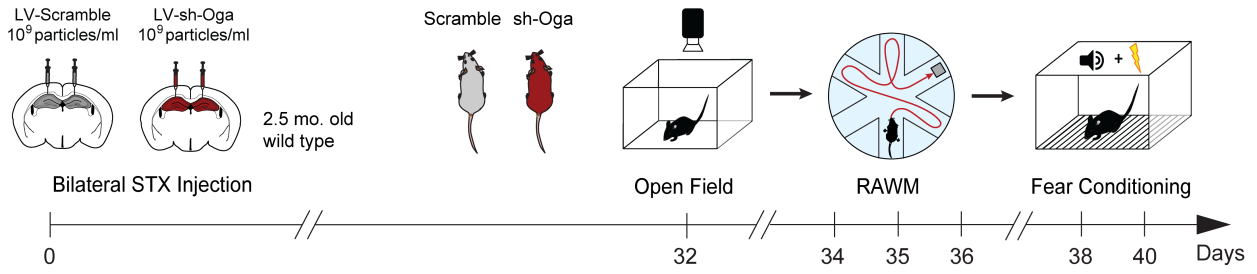 LV-Scramble
10⁹ particles/ml
LV-sh-Oga
10⁹ particles/ml
2.5 mo. old
wild type
Bilateral STX Injection
Scramble sh-Oga
Open Field
RAWM
+
Fear Conditioning
0 32 34 35 36 38 40 Days